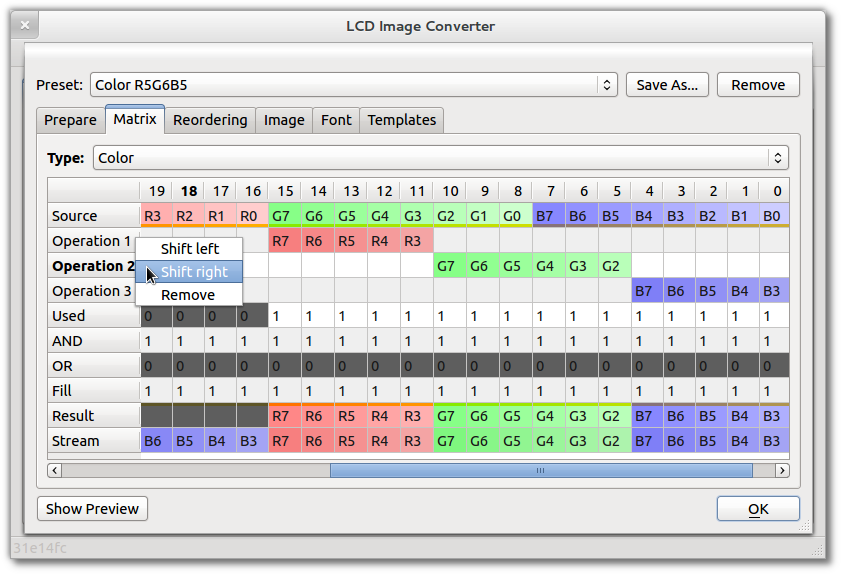 LCD Image Converter
Preset: Color R5G6B5 Save As... Remove
Prepare Matrix Reordering Image Font Templates
Type: Color
19 18 17 16 15 14 13 12 11 10 9 8 7 6 5 4 3 2 1 0
Source R3 R2 R1 R0 G7 G6 G5 G4 G3 G2 G1 G0 B7 B6 B5 B4 B3 B2 B1 B0
Operation 1 R7 R6 R5 R4 R3
Shift left
Operation 2 G7 G6 G5 G4 G3 G2
Shift right
Operation 3 B7 B6 B5 B4 B3
Remove
Used 0 0 0 0 1 1 1 1 1 1 1 1 1 1 1 1 1 1 1 1
AND 1 1 1 1 1 1 1 1 1 1 1 1 1 1 1 1 1 1 1 1
OR 0 0 0 0 0 0 0 0 0 0 0 0 0 0 0 0 0 0 0 0
Fill 1 1 1 1 1 1 1 1 1 1 1 1 1 1 1 1 1 1 1 1
Result R7 R6 R5 R4 R3 G7 G6 G5 G4 G3 G2 B7 B6 B5 B4 B3
Stream B6 B5 B4 B3 R7 R6 R5 R4 R3 G7 G6 G5 G4 G3 G2 B7 B6 B5 B4 B3
Show Preview OK
31e14fc